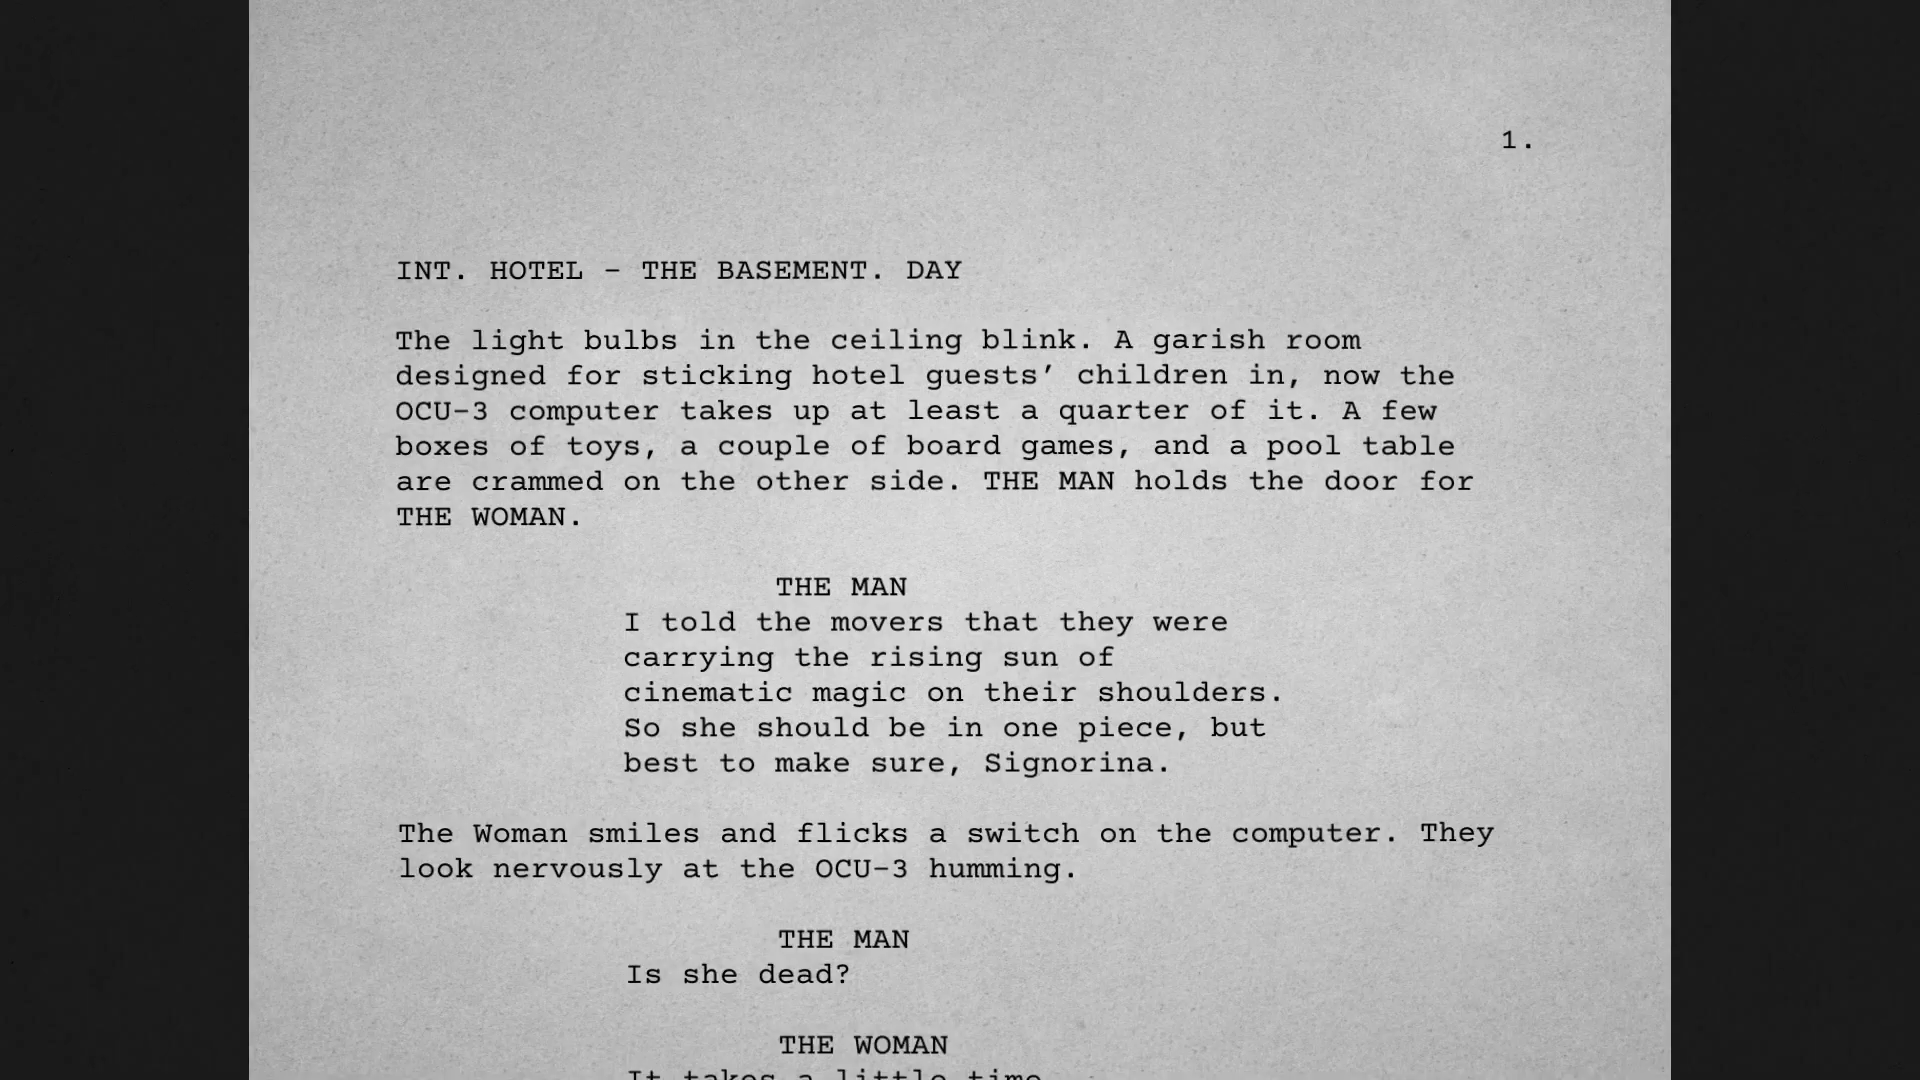 1.
INT. HOTEL - THE BASEMENT. DAY
The light bulbs in the ceiling blink. A garish room
designed for sticking hotel guests' children in, now the
OCU-3 computer takes up at least a quarter of it. A few
boxes of toys, a couple of board games, and a pool table
are crammed on the other side. THE MAN holds the door for
THE WOMAN.
THE MAN
I told the movers that they were
carrying the rising sun of
cinematic magic on their shoulders.
So she should be in one piece, but
best to make sure, Signorina.
The Woman smiles and flicks a switch on the computer. They
look nervously at the OCU-3 humming.
THE MAN
Is she dead?
THE WOMAN
It takes a little time